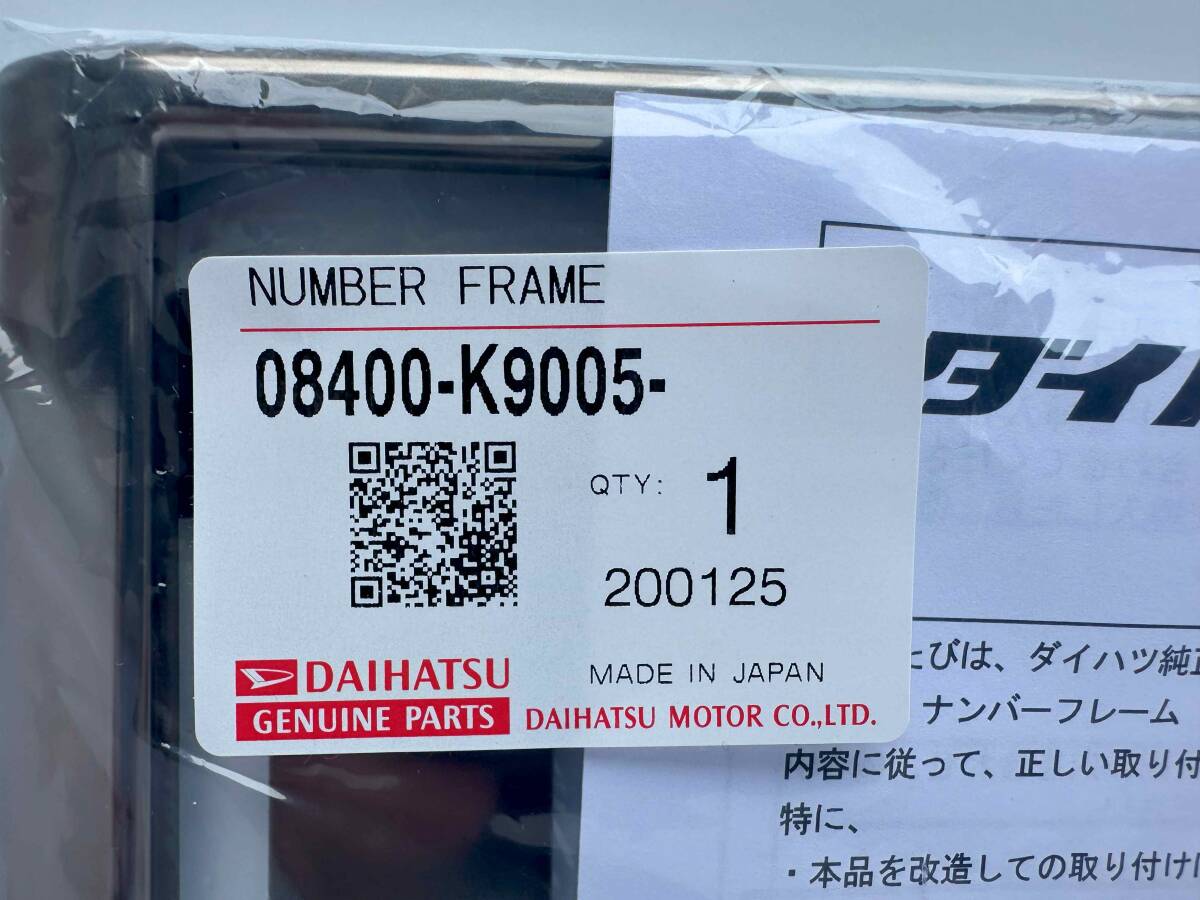 NUMBER FRAME
08400-K9005-
QTY: 1
200125
DAIHATSU
MADE IN JAPAN
GENUINE PARTS
DAIHATSU MOTOR CO.,LTD.
ダイ
たびは、ダイハツ純正
ナンバーフレーム
内容に従って、正しい取り付
特に、
・本品を改造しての取り付け